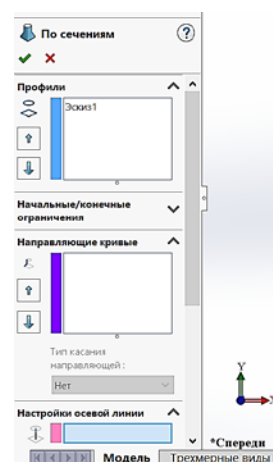 По сечениям
Профили
Эскиз1
Начальные/конечные
ограничения
Направляющие кривые
Тип касания
направляющей :
Нет
Настройки осевой линии
Y
X
*Спереди
Модель
Трехмерные виды